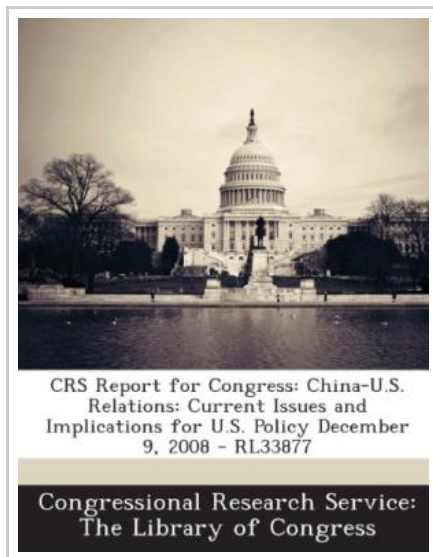 CRS Report for Congress: China-U.S.
Relations: Current Issues and
Implications for U.S. Policy December
9, 2008 - RL33877
Congressional Research Service:
The Library of Congress